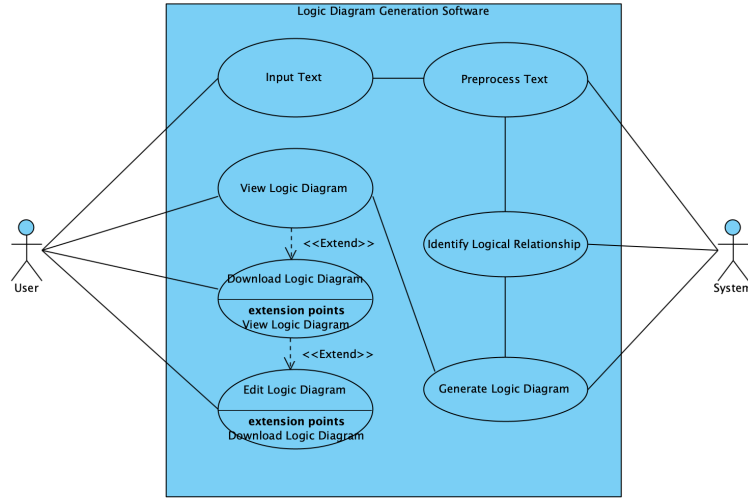 Logic Diagram Generation Software
Input Text
Preprocess Text
View Logic Diagram
<<Extend>>
Identify Logical Relationship
Download Logic Diagram
extension points
View Logic Diagram
<<Extend>>
Edit Logic Diagram
extension points
Download Logic Diagram
Generate Logic Diagram
User
System